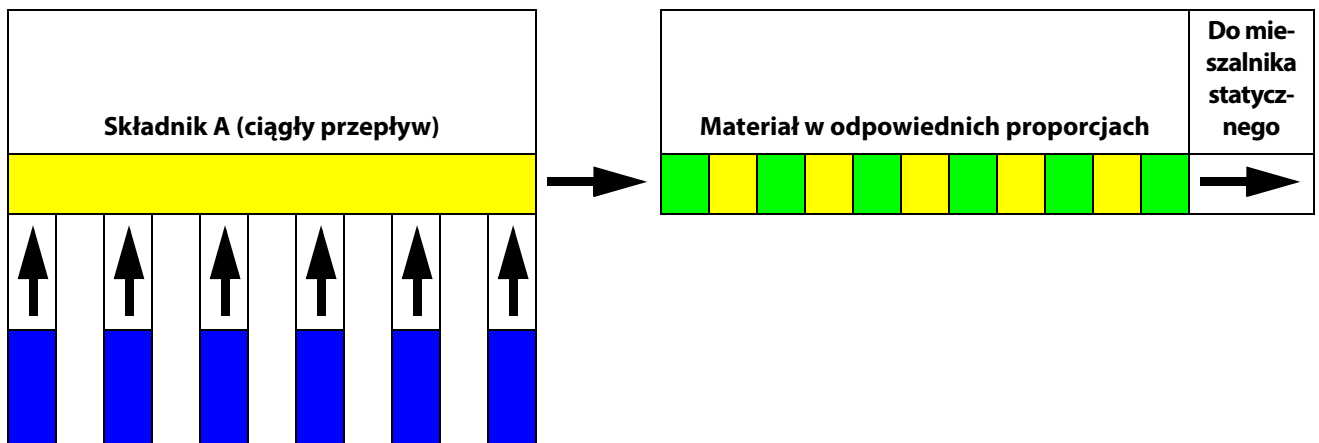 Składnik A (ciągły przepływ)
Materiał w odpowiednich proporcjach
Do mie-
szalnika
statycz-
nego